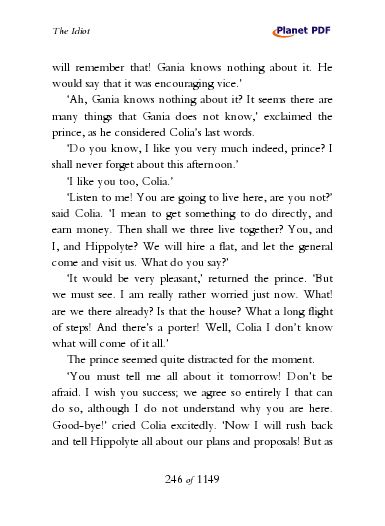 The Idiot
Planet PDF
will remember that! Gania knows nothing about it. He
would say that it was encouraging vice.’
‘Ah, Gania knows nothing about it? It seems there are
many things that Gania does not know,’ exclaimed the
prince, as he considered Colia’s last words.
‘Do you know, I like you very much indeed, prince? I
shall never forget about this afternoon.’
‘I like you too, Colia.’
‘Listen to me! You are going to live here, are you not?’
said Colia. ‘I mean to get something to do directly, and
earn money. Then shall we three live together? You, and
I, and Hippolyte? We will hire a flat, and let the general
come and visit us. What do you say?’
‘It would be very pleasant,’ returned the prince. ‘But
we must see. I am really rather worried just now. What!
are we there already? Is that the house? What a long flight
of steps! And there’s a porter! Well, Colia I don’t know
what will come of it all.’
The prince seemed quite distracted for the moment.
‘You must tell me all about it tomorrow! Don’t be
afraid. I wish you success; we agree so entirely I that can
do so, although I do not understand why you are here.
Good-bye!’ cried Colia excitedly. ‘Now I will rush back
and tell Hippolyte all about our plans and proposals! But as
246 of 1149